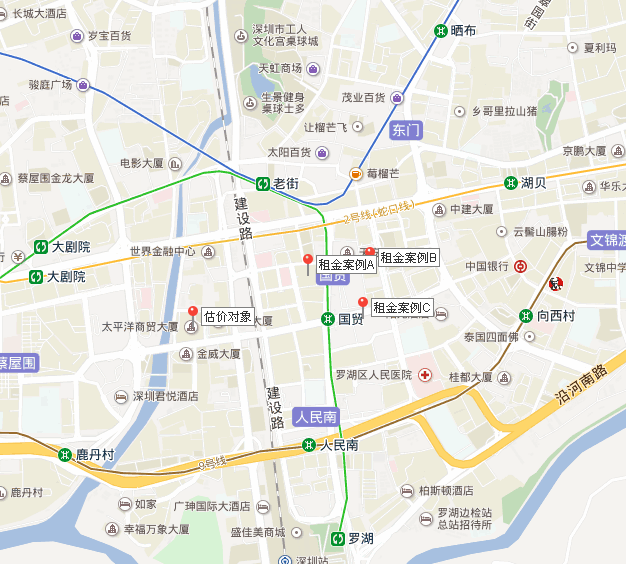 长城大酒店
岁宝百货
骏庭广场
深圳市工人
文化宫桌球城
天虹商场
生景健身
桌球士多
晒布
夏利玛
茂业百货
乡哥里拉山猪
让榴芒飞
东门
太阳百货
京鹏大厦
电影大厦
莓榴芒
老街
湖贝
蔡屋围金龙大厦
华乐
建设路
2号线(蛇口线)
中建大厦
云鬓山腸粉
大剧院
世界金融中心
文锦渡
大剧院
租金案例A
租金案例B
国贸
中国银行
文锦中学
租金案例C
估价对象
太平洋商贸大厦
大厦
国贸
向西村
金威大厦
泰国四面佛
蔡屋围
罗湖区人民医院
桂都大厦
深圳君悦酒店
建设路
沿河南路
人民南
人民南
鹿丹村
9号线
鹿丹村
如家
广珅国际大酒店
柏斯顿酒店
幸福万象大厦
盛佳美商城
罗湖边检站
总站招待所
罗湖
深圳站